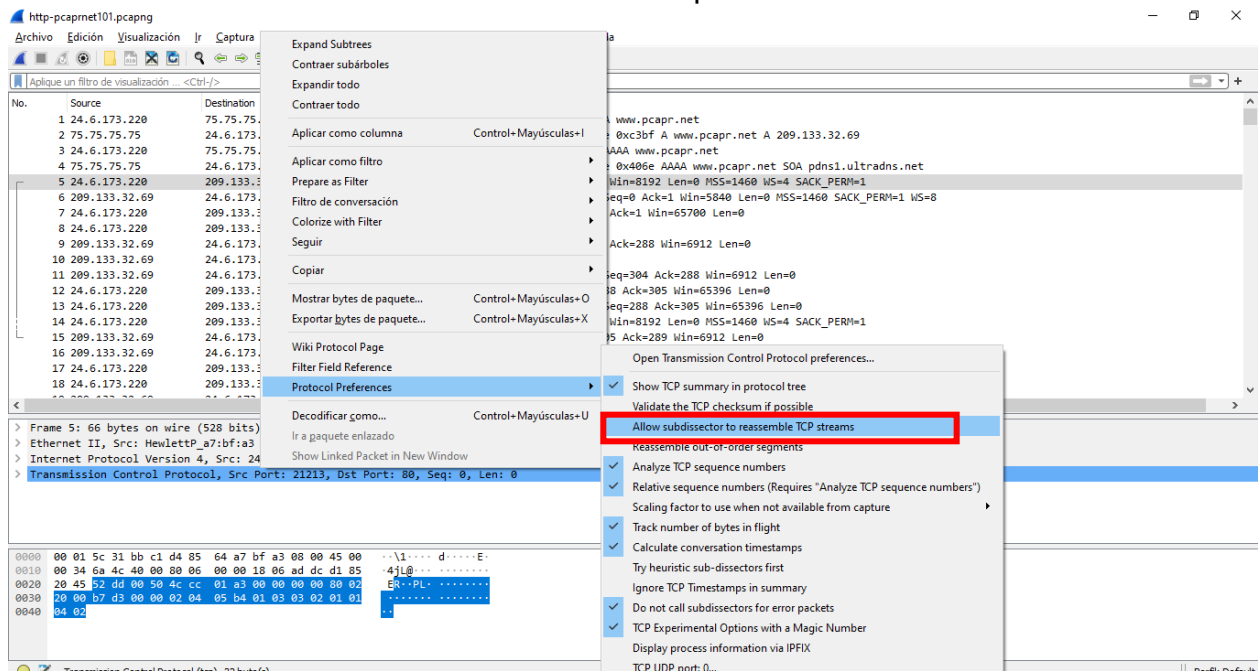 http-pcaprnet101.pcapng
Archivo Edición Visualización Ir Captura
Aplique un filtro de visualización ... <Ctrl-/>
No. Source Destination
1 24.6.173.220 75.75.75. www.pcapr.net
2 75.75.75.75 24.6.173. 0xc3bf A www.pcapr.net A 209.133.32.69
3 24.6.173.220 75.75.75. AAAA www.pcapr.net
4 75.75.75.75 24.6.173. 0x406e AAAA www.pcapr.net SOA pdns1.ultradns.net
5 24.6.173.220 209.133.3 Win=8192 Len=0 MSS=1460 WS=4 SACK_PERM=1
6 209.133.32.69 24.6.173. Seq=0 Ack=1 Win=5840 Len=0 MSS=1460 SACK_PERM=1 WS=8
7 24.6.173.220 209.133.3 Ack=1 Win=65700 Len=0
8 24.6.173.220 209.133.3
9 209.133.32.69 24.6.173. Ack=288 Win=6912 Len=0
10 209.133.32.69 24.6.173.
11 209.133.32.69 24.6.173. Seq=304 Ack=288 Win=6912 Len=0
12 24.6.173.220 209.133.3 88 Ack=305 Win=65396 Len=0
13 24.6.173.220 209.133.3 Seq=288 Ack=305 Win=65396 Len=0
14 24.6.173.220 209.133.3 Win=8192 Len=0 MSS=1460 WS=4 SACK_PERM=1
15 209.133.32.69 24.6.173. 05 Ack=289 Win=6912 Len=0
16 209.133.32.69 24.6.173.
17 24.6.173.220 209.133.3
18 24.6.173.220 209.133.3
Expand Subtrees
Contraer subárboles
Expandir todo
Contraer todo
Aplicar como columna Control+Mayúsculas+I
Aplicar como filtro
Prepare as Filter
Filtro de conversación
Colorize with Filter
Seguir
Copiar
Mostrar bytes de paquete... Control+Mayúsculas+O
Exportar bytes de paquete... Control+Mayúsculas+X
Wiki Protocol Page
Filter Field Reference
Protocol Preferences
Decodificar como... Control+Mayúsculas+U
Ir a paquete enlazado
Show Linked Packet in New Window
Open Transmission Control Protocol preferences...
Show TCP summary in protocol tree
Validate the TCP checksum if possible
Allow subdissector to reassemble TCP streams
Reassemble out-of-order segments
Analyze TCP sequence numbers
Relative sequence numbers (Requires "Analyze TCP sequence numbers")
Scaling factor to use when not available from capture
Track number of bytes in flight
Calculate conversation timestamps
Try heuristic sub-dissectors first
Ignore TCP Timestamps in summary
Do not call subdissectors for error packets
TCP Experimental Options with a Magic Number
Display process information via IPFIX
TCP UDP port: 0...
Frame 5: 66 bytes on wire (528 bits)
Ethernet II, Src: HewlettP_a7:bf:a3
Internet Protocol Version 4, Src: 24
Transmission Control Protocol, Src Port: 21213, Dst Port: 80, Seq: 0, Len: 0
0000 00 01 5c 31 bb c1 d4 85 64 a7 bf a3 08 00 45 00 ··\1···· d·····E·
0010 00 34 6a 4c 40 00 80 06 00 00 18 06 ad dc d1 85 ·4jL@··· ········
0020 20 45 52 dd 00 50 4c cc 01 a3 00 00 00 00 80 02 ER··PL· ········
0030 20 00 b7 d3 00 00 02 04 05 b4 01 03 03 02 01 01 ······· ········
0040 04 02 ··
Transmission Control Protocol (tcp), 32 byte(s)
Perfil: Default